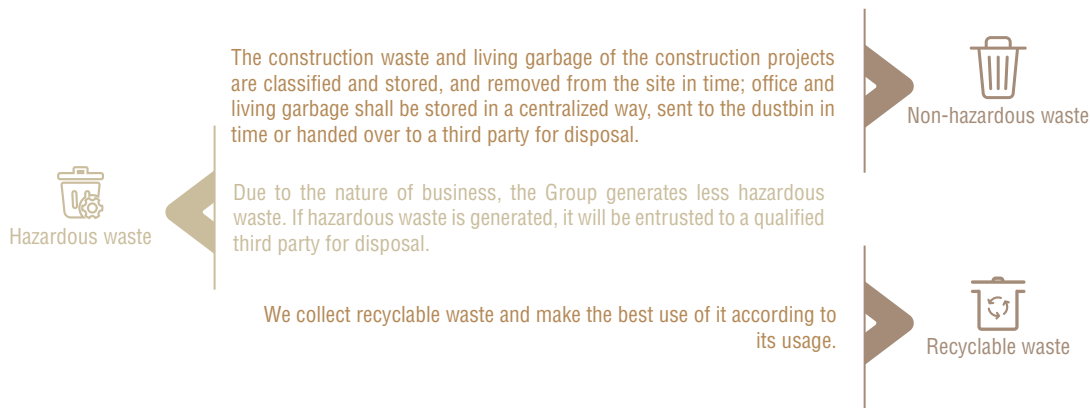 The construction waste and living garbage of the construction projects
are classified and stored, and removed from the site in time; office and
living garbage shall be stored in a centralized way, sent to the dustbin in
time or handed over to a third party for disposal.
Non-hazardous waste
Hazardous waste
Due to the nature of business, the Group generates less hazardous
waste. If hazardous waste is generated, it will be entrusted to a qualified
third party for disposal.
We collect recyclable waste and make the best use of it according to
its usage.
Recyclable waste